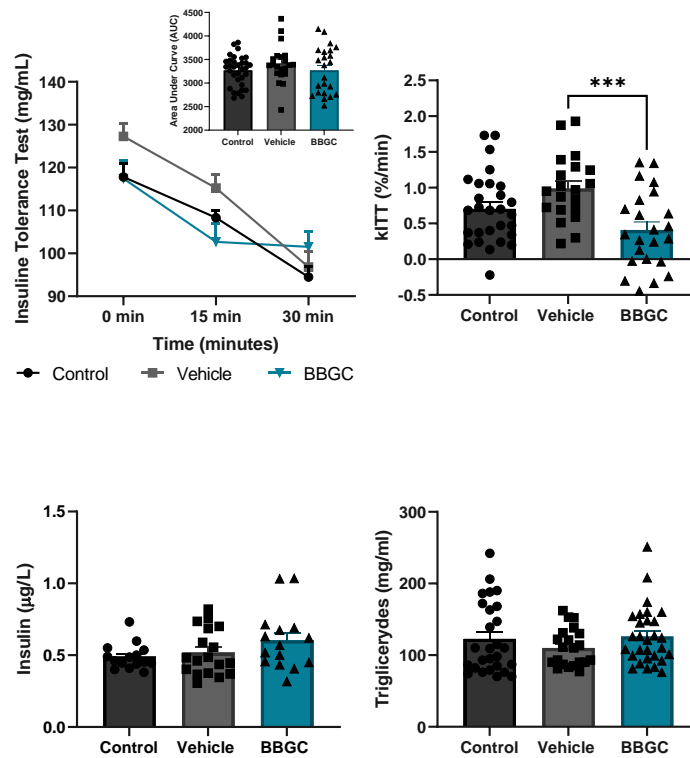 Area Under Curve (AUC)
4500
4000
3500
3000
2500
2000
Control Vehicle BBGC
Insuline Tolerance Test (mg/mL)
140
130
120
110
100
90
0 min 15 min 30 min
Time (minutes)
Control Vehicle BBGC
kITT (%/min)
2.5
2.0
1.5
1.0
0.5
0.0
-0.5
***
Control Vehicle BBGC
Insulin (µg/L)
1.5
1.0
0.5
0.0
Control Vehicle BBGC
Triglicerydes (mg/ml)
300
200
100
0
Control Vehicle BBGC